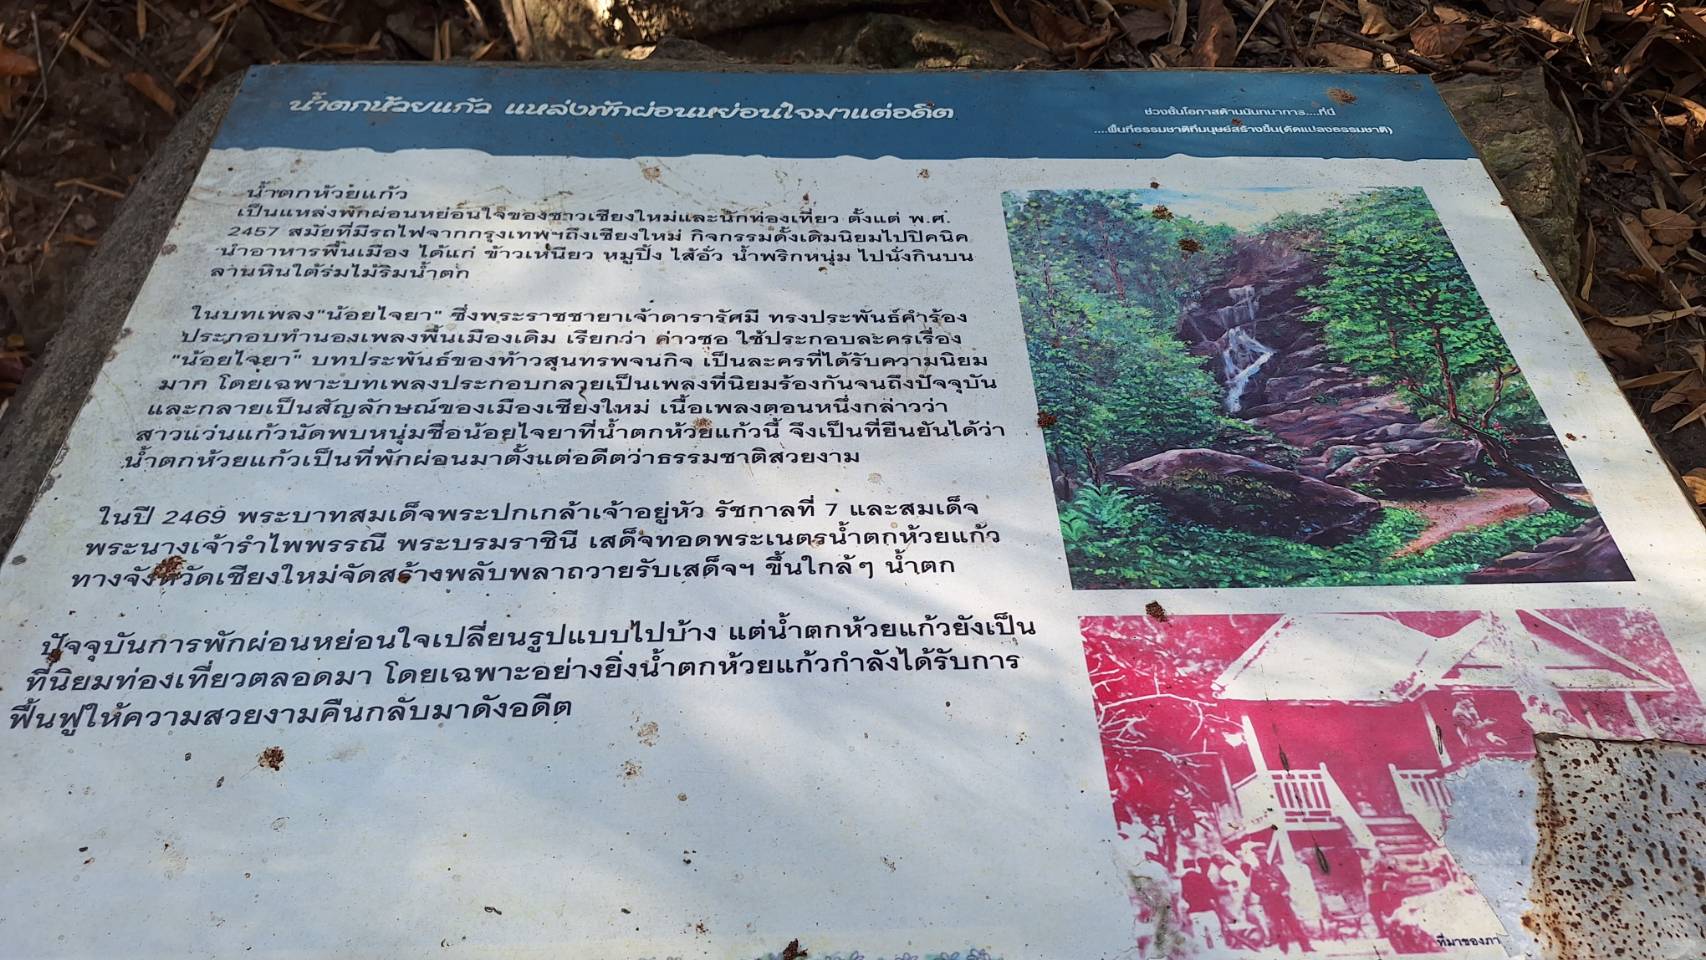 น้ำตกห้วยแก้ว แหล่งพักผ่อนหย่อนใจมาแต่อดีต
ช่วงชั้นโอกาสด้านนันทนาการ....ที่นี่
....พื้นที่ธรรมชาติที่มนุษย์สร้างขึ้น(ดัดแปลงธรรมชาติ)
น้ำตกห้วยแก้ว
เป็นแหล่งพักผ่อนหย่อนใจของชาวเชียงใหม่และนักท่องเที่ยว ตั้งแต่ พ.ศ.
2457 สมัยที่มีรถไฟจากกรุงเทพฯถึงเชียงใหม่ กิจกรรมดั้งเดิมนิยมไปปิคนิค
นำอาหารพื้นเมือง ได้แก่ ข้าวเหนียว หมูปิ้ง ไส้อั่ว น้ำพริกหนุ่ม ไปนั่งกินบน
ลานหินใต้ร่มไม้ริมน้ำตก
ในบทเพลง"น้อยไจยา" ซึ่งพระราชชายาเจ้าดารารัศมี ทรงประพันธ์คำร้อง
ประกอบทำนองเพลงพื้นเมืองเดิม เรียกว่า ค่าวซอ ใช้ประกอบละครเรื่อง
"น้อยไจยา" บทประพันธ์ของท้าวสุนทรพจนกิจ เป็นละครที่ได้รับความนิยม
มาก โดยเฉพาะบทเพลงประกอบกลายเป็นเพลงที่นิยมร้องกันจนถึงปัจจุบัน
และกลายเป็นสัญลักษณ์ของเมืองเชียงใหม่ เนื้อเพลงตอนหนึ่งกล่าวว่า
สาวแว่นแก้วนัดพบหนุ่มชื่อน้อยไจยาที่น้ำตกห้วยแก้วนี้ จึงเป็นที่ยืนยันได้ว่า
น้ำตกห้วยแก้วเป็นที่พักผ่อนมาตั้งแต่อดีตว่าธรรมชาติสวยงาม
ในปี 2469 พระบาทสมเด็จพระปกเกล้าเจ้าอยู่หัว รัชกาลที่ 7 และสมเด็จ
พระนางเจ้ารำไพพรรณี พระบรมราชินี เสด็จทอดพระเนตรน้ำตกห้วยแก้ว
ทางจังหวัดเชียงใหม่จัดสร้างพลับพลาถวายรับเสด็จฯ ขึ้นใกล้ๆ น้ำตก
ปัจจุบันการพักผ่อนหย่อนใจเปลี่ยนรูปแบบไปบ้าง แต่น้ำตกห้วยแก้วยังเป็น
ที่นิยมท่องเที่ยวตลอดมา โดยเฉพาะอย่างยิ่งน้ำตกห้วยแก้วกำลังได้รับการ
ฟื้นฟูให้ความสวยงามคืนกลับมาดังอดีต
ที่มาของภา